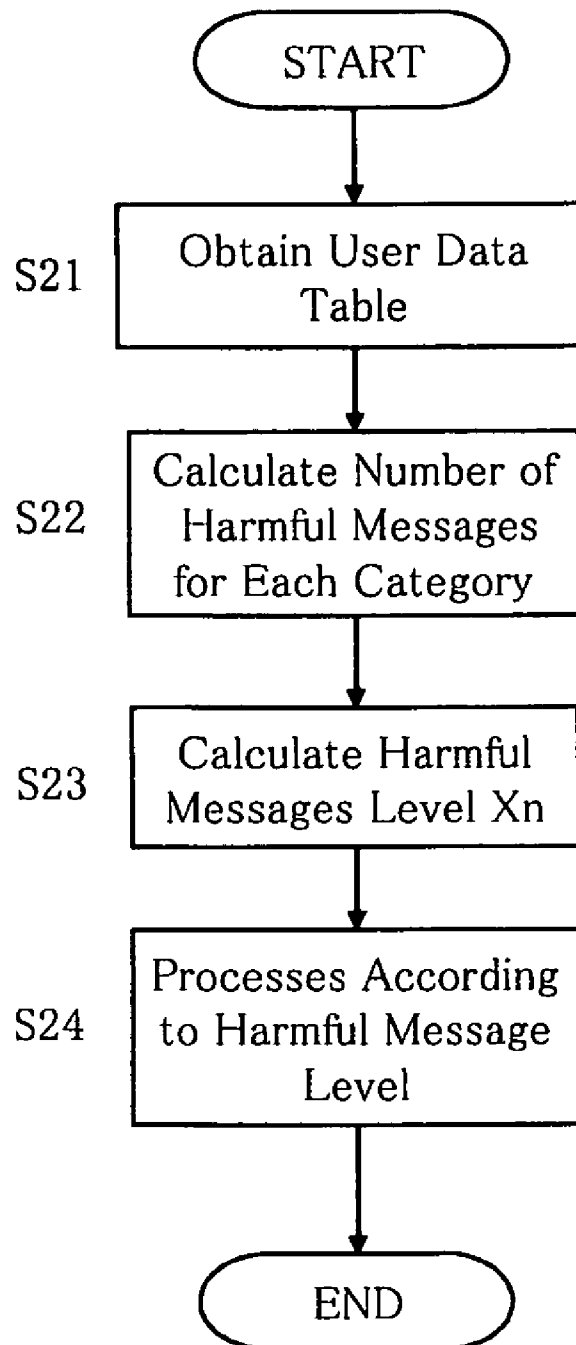 START
S21
Obtain User Data
Table
S22
Calculate Number of
Harmful Messages
for Each Category
S23
Calculate Harmful
Messages Level Xn
S24
Processes According
to Harmful Message
Level
END